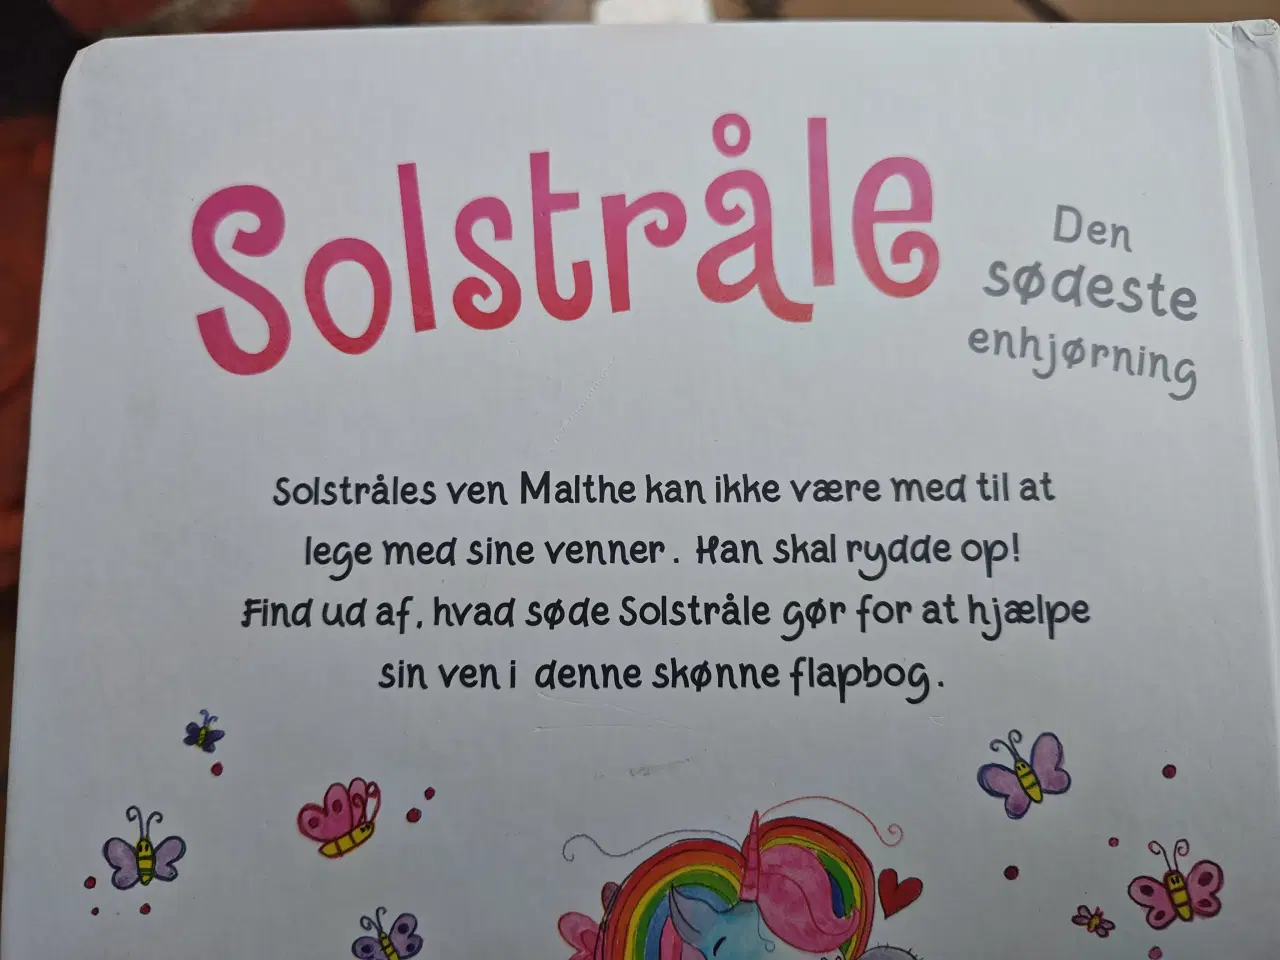 Solstråle
Den
sødeste
enhjørning
Solstråles ven Malthe kan ikke være med til at
lege med sine venner. Han skal rydde op!
Find ud af, hvad søde Solstråle gør for at hjælpe
sin ven i denne skønne flapbog.